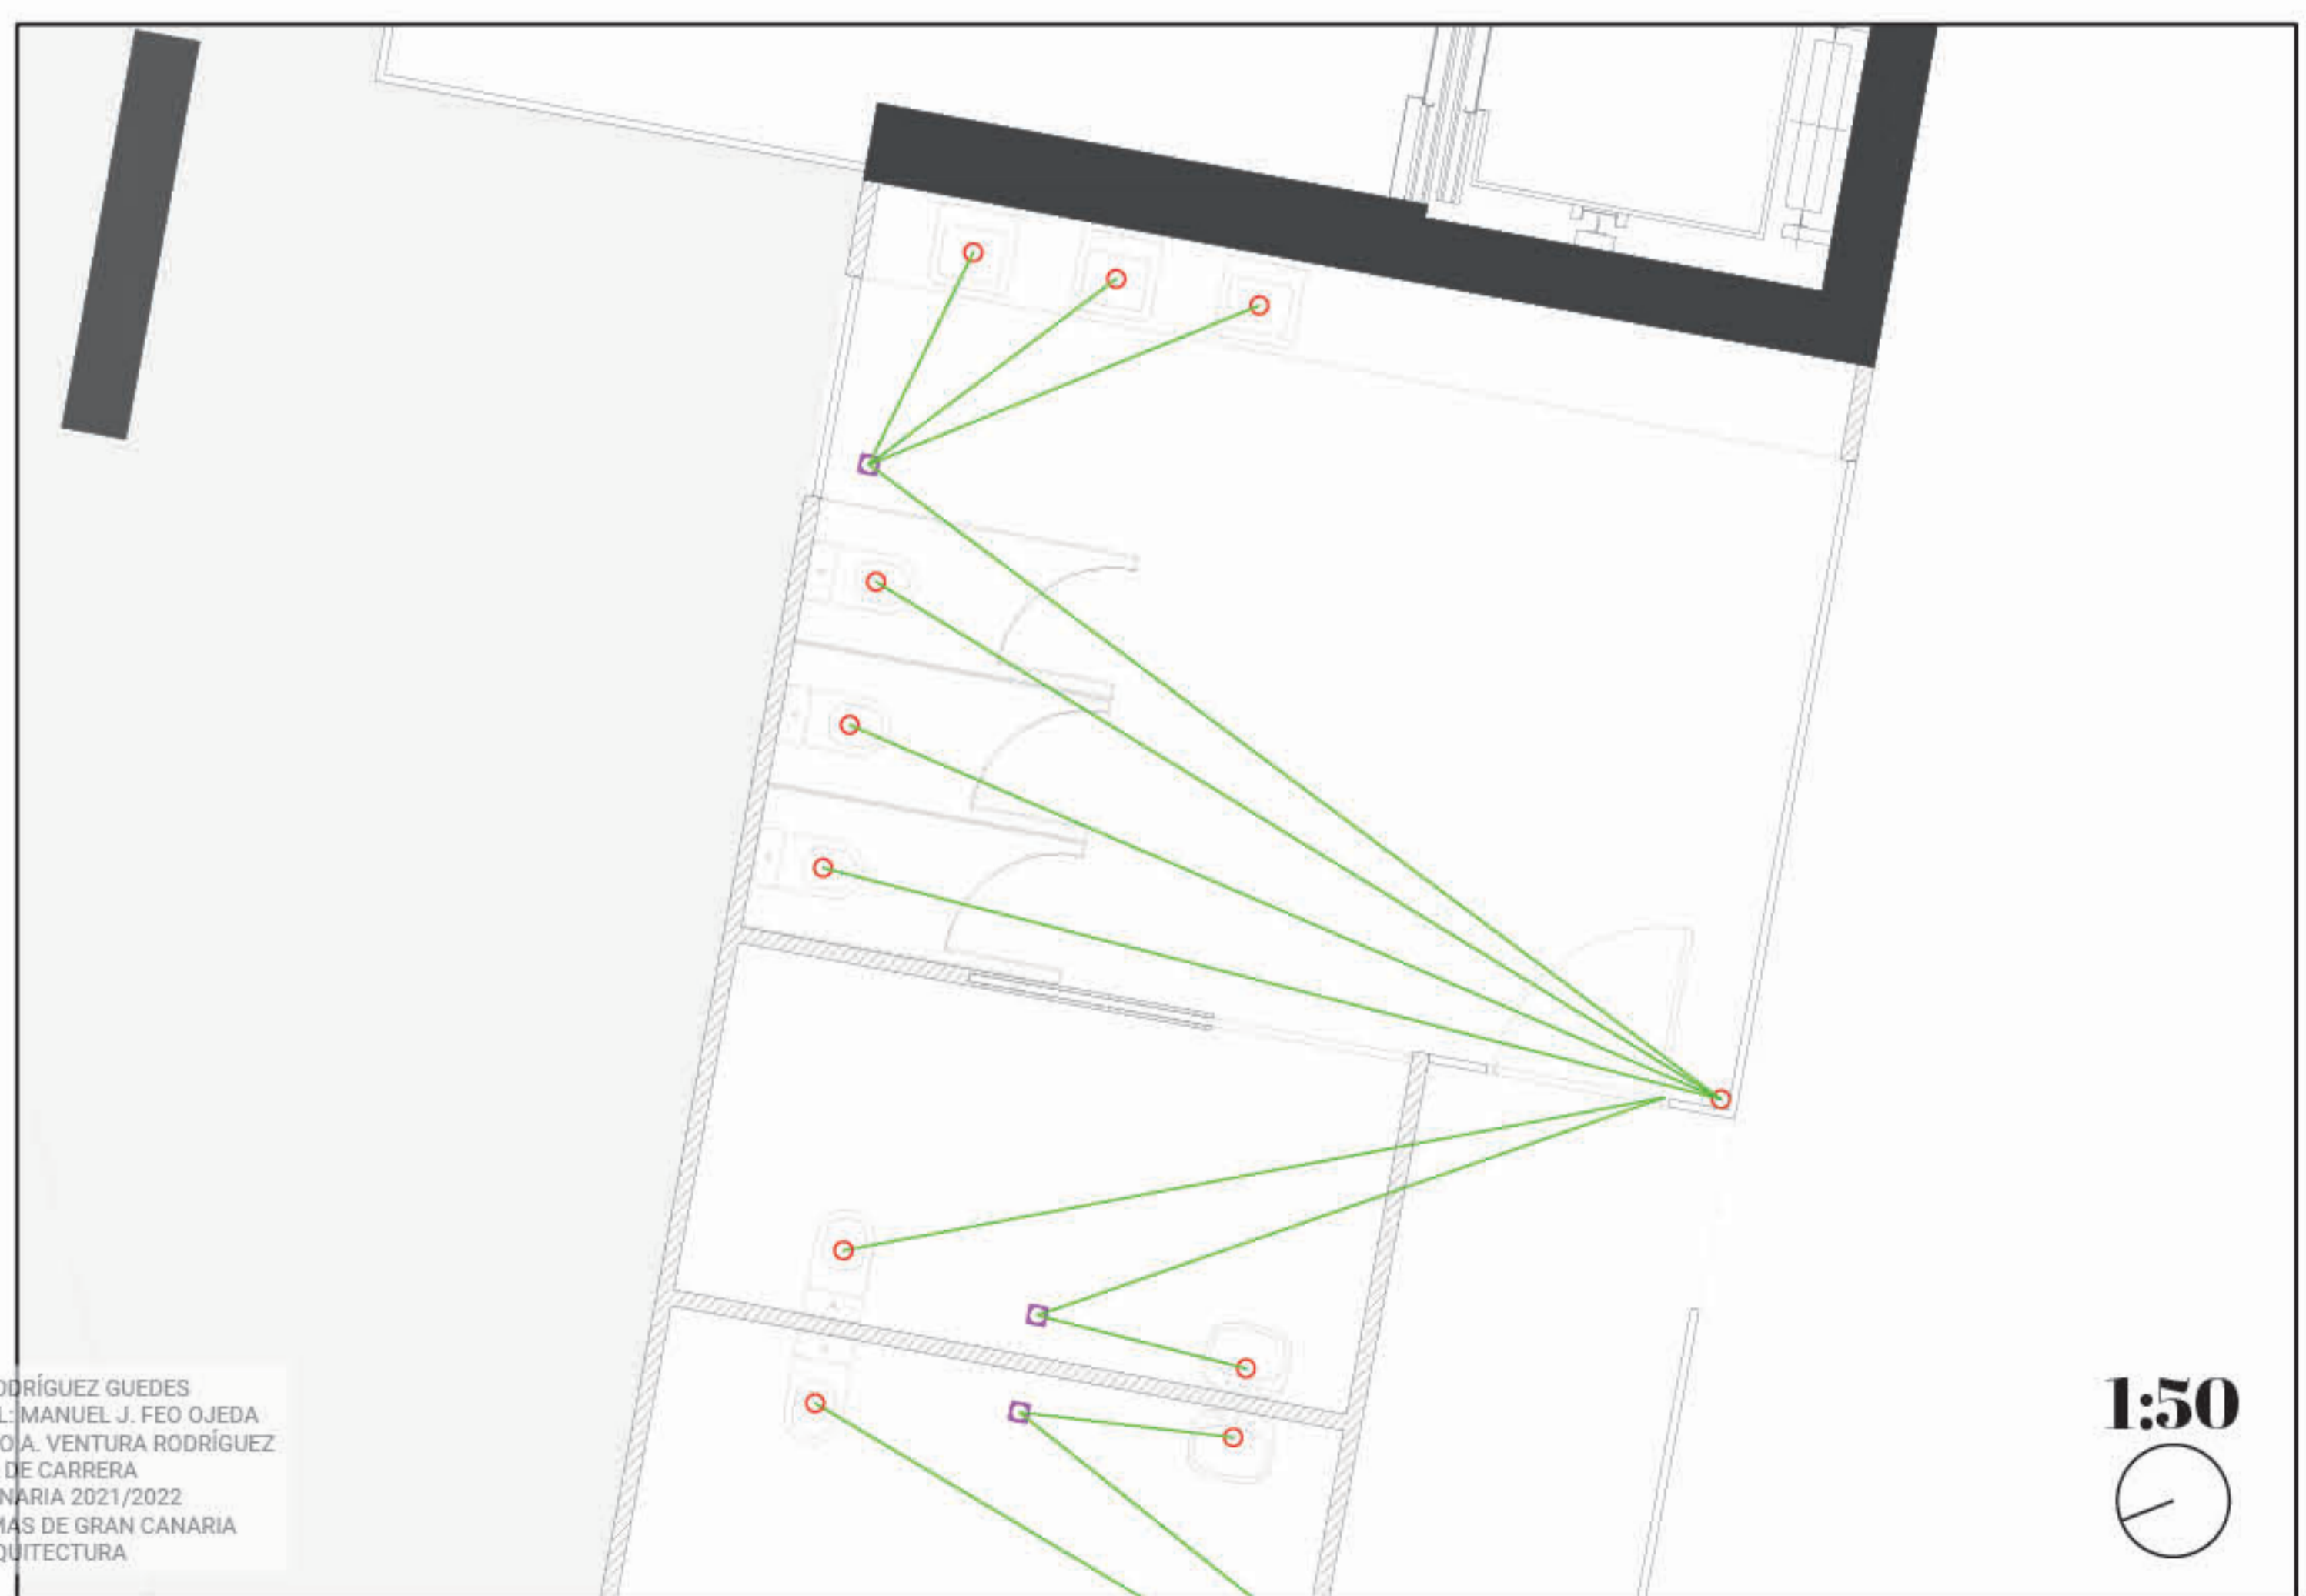 ODRÍGUEZ GUEDES
L: MANUEL J. FEO OJEDA
O A. VENTURA RODRÍGUEZ
DE CARRERA
NARIA 2021/2022
MAS DE GRAN CANARIA
QUITECTURA
1:50